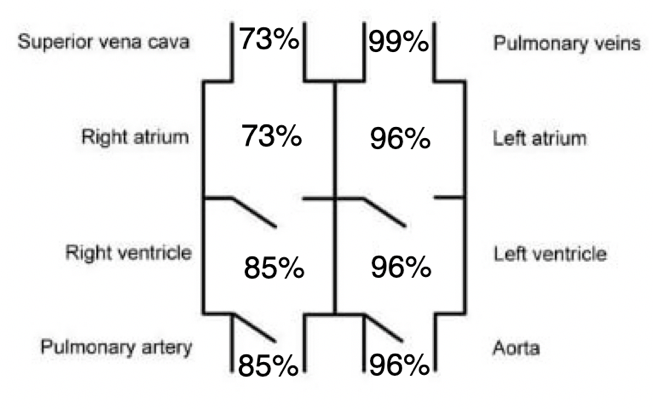 Superior vena cava 73% 99% Pulmonary veins
Right atrium 73% 96% Left atrium
Right ventricle 85% 96% Left ventricle
Pulmonary artery 85% 96% Aorta